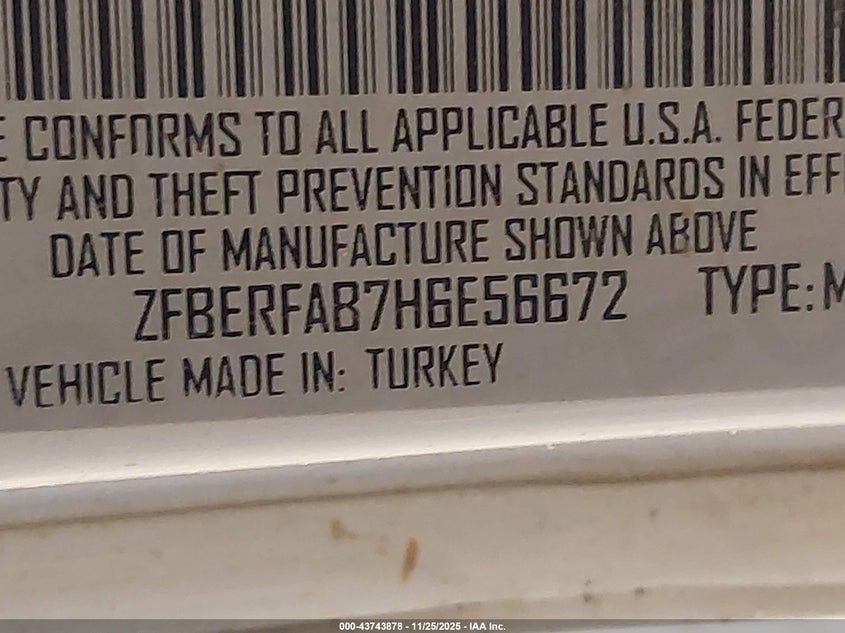 E CONFORMS TO ALL APPLICABLE U.S.A. FEDER
TY AND THEFT PREVENTION STANDARDS IN EFF
DATE OF MANUFACTURE SHOWN ABOVE
ZFBERFAB7H6E56672 TYPE: M
VEHICLE MADE IN: TURKEY
000-43743878 - 11/25/2025 - IAA Inc.